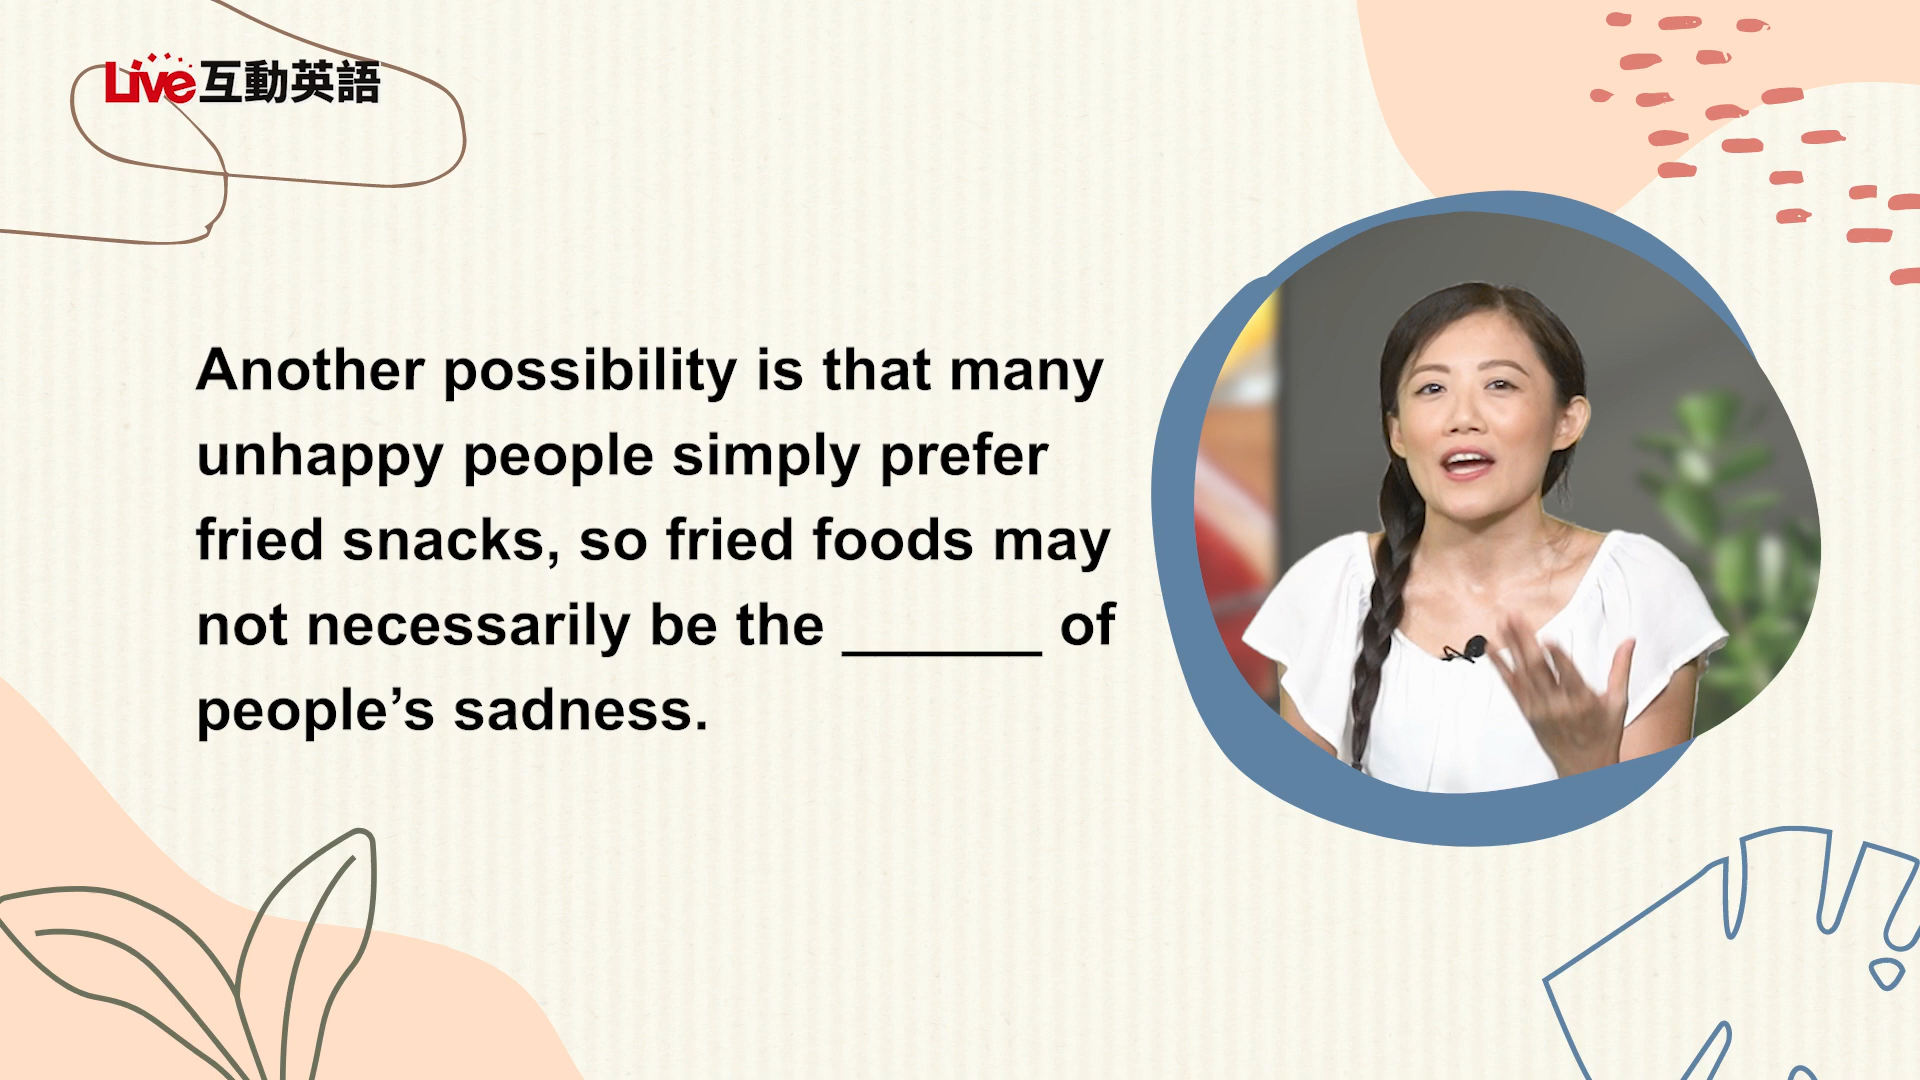 Live互動英語
Another possibility is that many
unhappy people simply prefer
fried snacks, so fried foods may
not necessarily be the _______ of
people’s sadness.